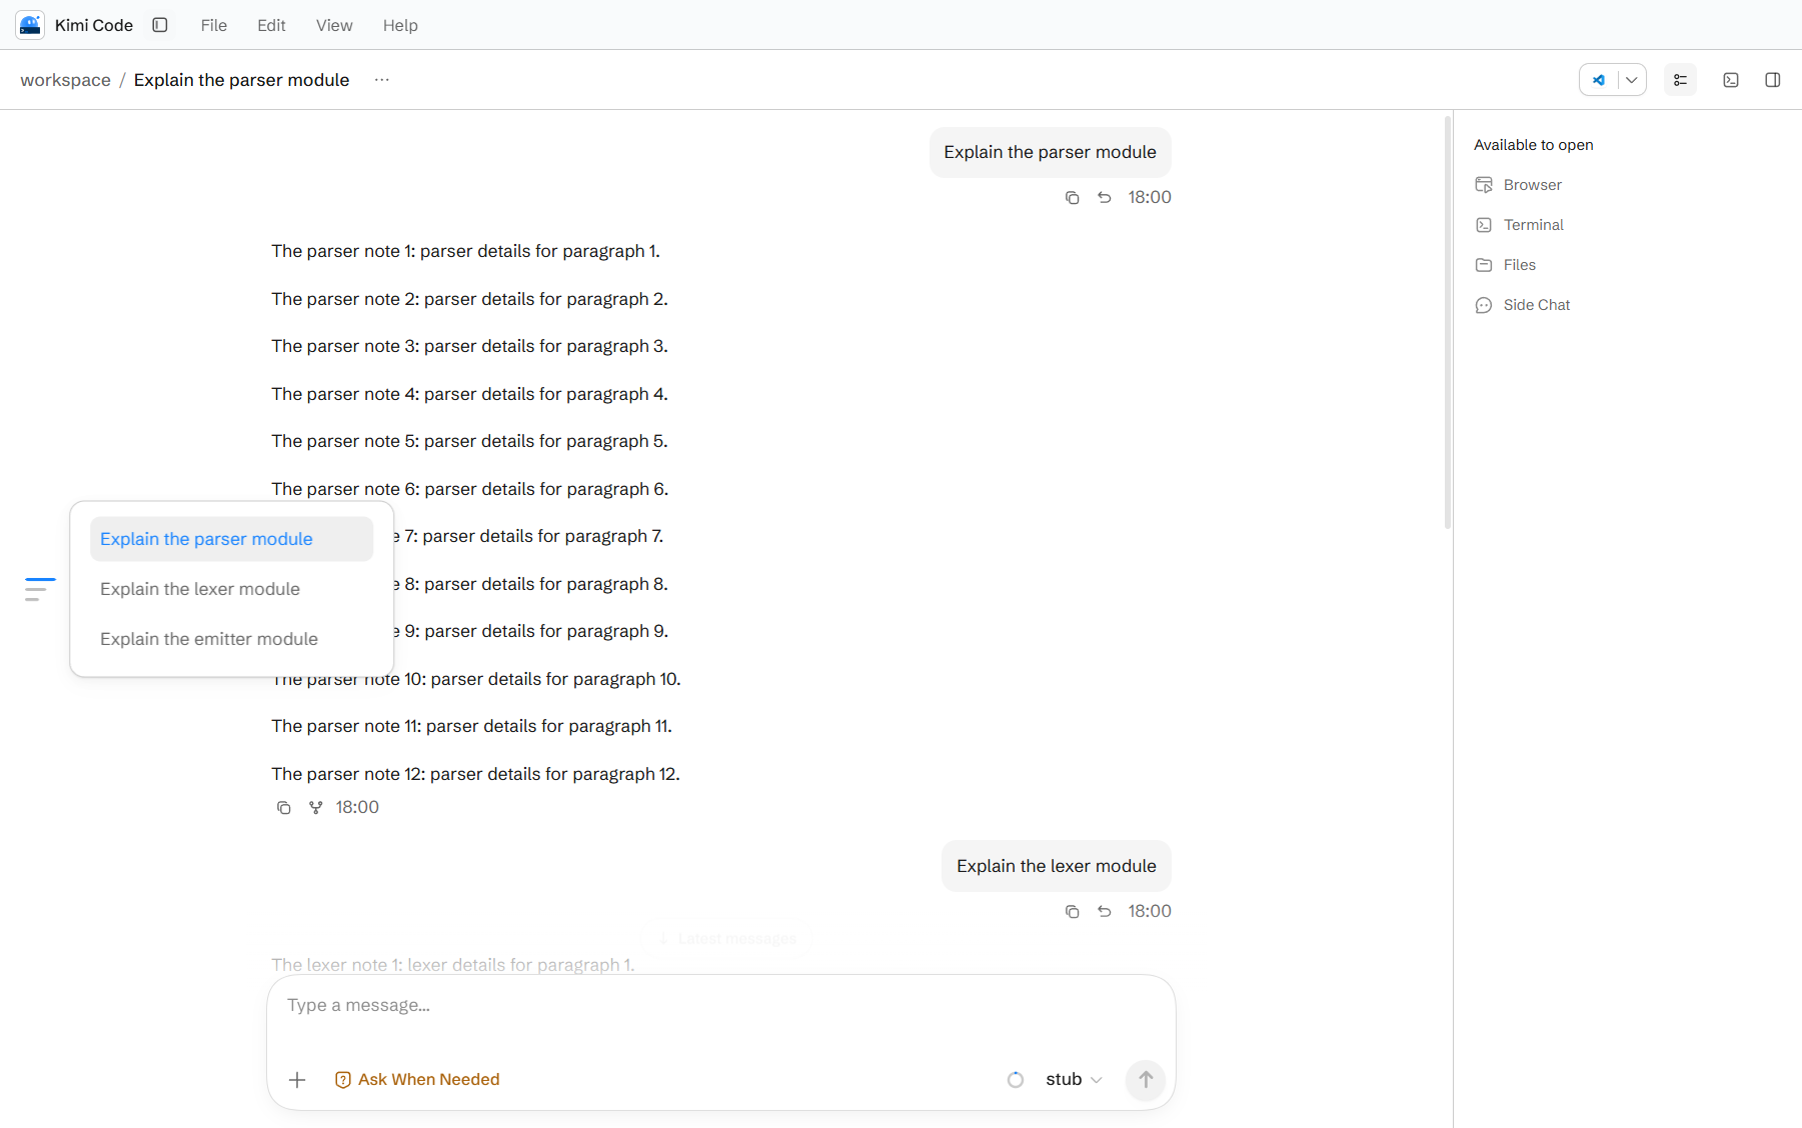 Kimi Code File Edit View Help
workspace / Explain the parser module ...
Explain the parser module
18:00
The parser note 1: parser details for paragraph 1.
The parser note 2: parser details for paragraph 2.
The parser note 3: parser details for paragraph 3.
The parser note 4: parser details for paragraph 4.
The parser note 5: parser details for paragraph 5.
The parser note 6: parser details for paragraph 6.
e 7: parser details for paragraph 7.
e 8: parser details for paragraph 8.
e 9: parser details for paragraph 9.
The parser note 10: parser details for paragraph 10.
The parser note 11: parser details for paragraph 11.
The parser note 12: parser details for paragraph 12.
18:00
Explain the parser module
Explain the lexer module
Explain the emitter module
Explain the lexer module
18:00
Latest messages
The lexer note 1: lexer details for paragraph 1.
Type a message...
Ask When Needed
stub
Available to open
Browser
Terminal
Files
Side Chat